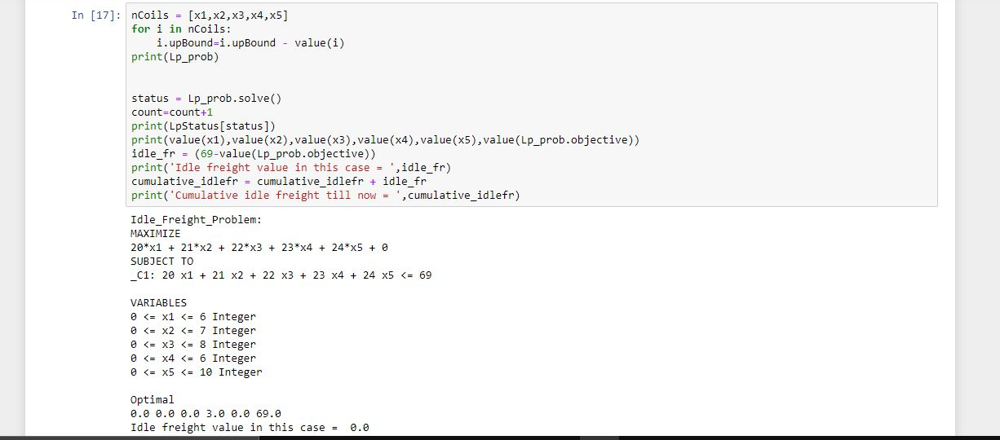 In [17]: nCoils = [x1,x2,x3,x4,x5]
for i in nCoils:
    i.upBound=i.upBound - value(i)
print(Lp_prob)
status = Lp_prob.solve()
count=count+1
print(LpStatus[status])
print(value(x1),value(x2),value(x3),value(x4),value(x5),value(Lp_prob.objective))
idle_fr = (69-value(Lp_prob.objective))
print('Idle freight value in this case = ',idle_fr)
cumulative_idlefr = cumulative_idlefr + idle_fr
print('Cumulative idle freight till now = ',cumulative_idlefr)
Idle_Freight_Problem:
MAXIMIZE
20*x1 + 21*x2 + 22*x3 + 23*x4 + 24*x5 + 0
SUBJECT TO
_C1: 20 x1 + 21 x2 + 22 x3 + 23 x4 + 24 x5 <= 69
VARIABLES
0 <= x1 <= 6 Integer
0 <= x2 <= 7 Integer
0 <= x3 <= 8 Integer
0 <= x4 <= 6 Integer
0 <= x5 <= 10 Integer
Optimal
0.0 0.0 0.0 3.0 0.0 69.0
Idle freight value in this case =  0.0